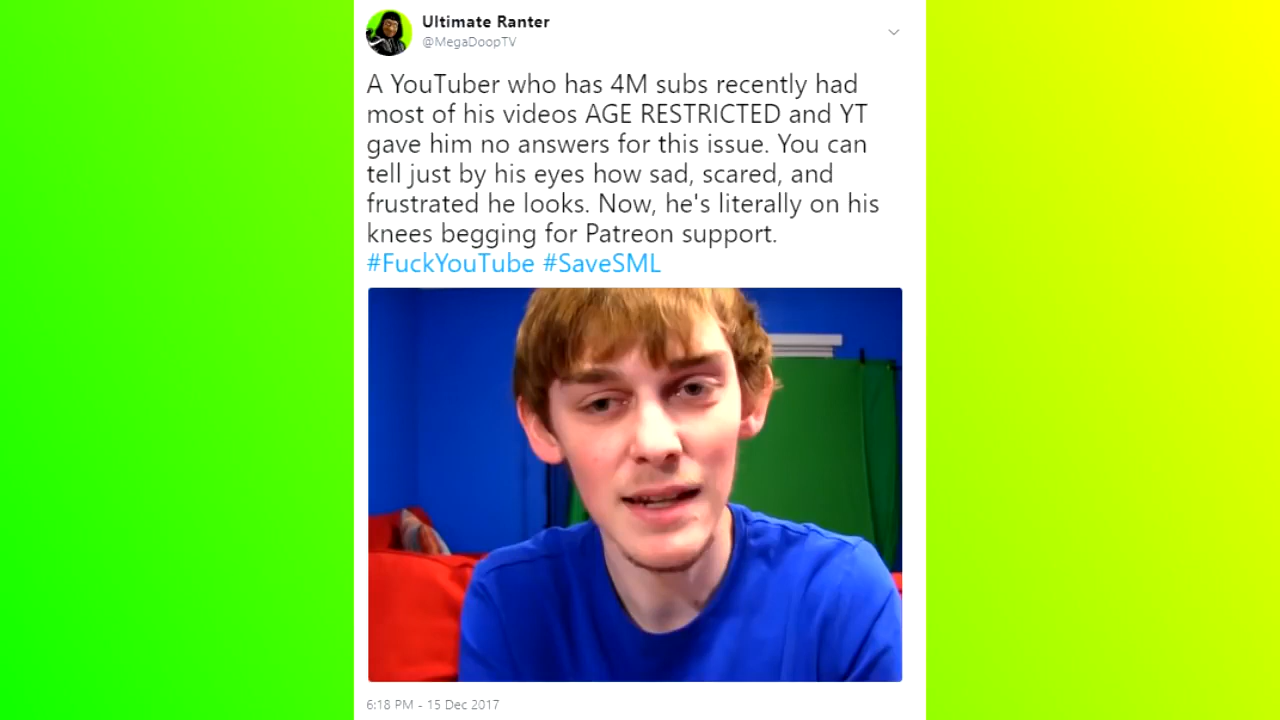 Ultimate Ranter
@MegaDoopTV
A YouTuber who has 4M subs recently had
most of his videos AGE RESTRICTED and YT
gave him no answers for this issue. You can
tell just by his eyes how sad, scared, and
frustrated he looks. Now, he's literally on his
knees begging for Patreon support.
#FuckYouTube #SaveSML
6:18 PM - 15 Dec 2017